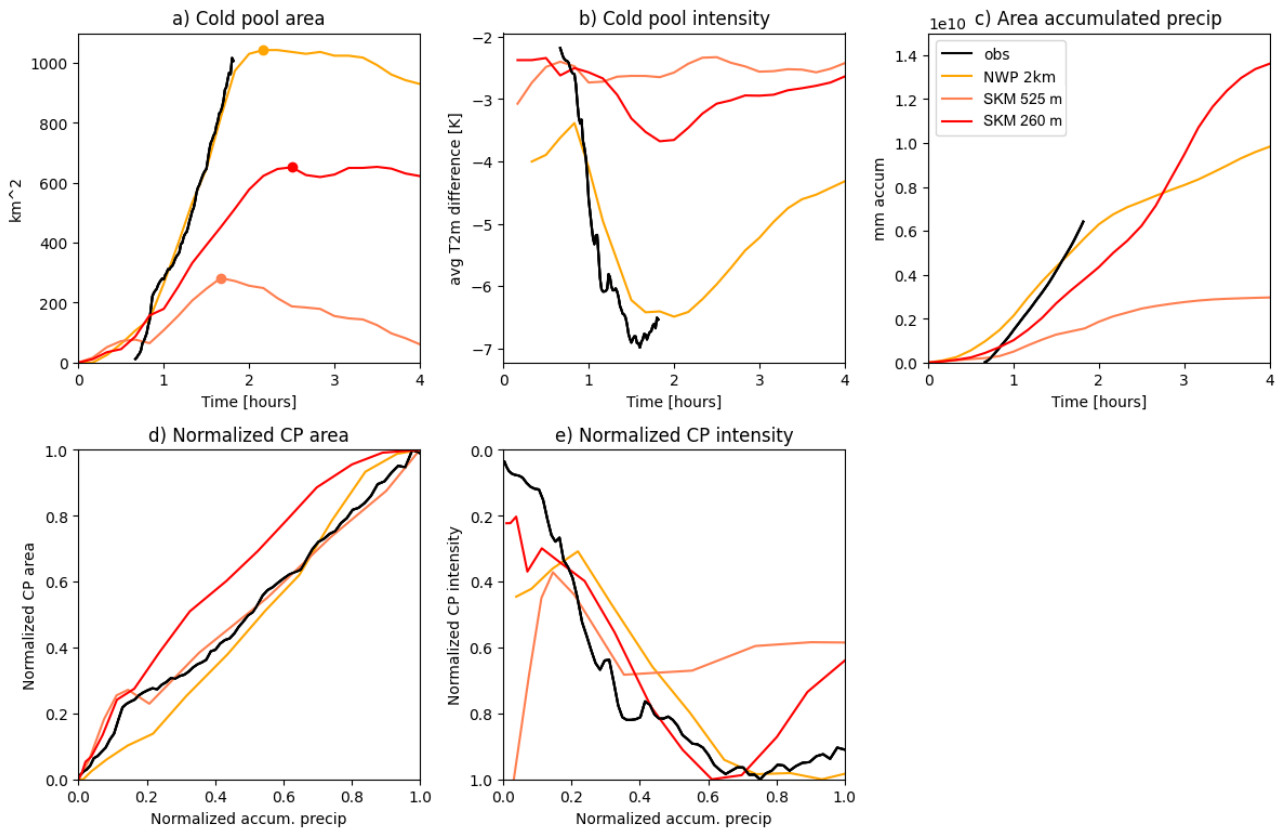 a) Cold pool area
km^2
1000
800
600
400
200
0
0 1 2 3 4
Time [hours]
b) Cold pool intensity
avg T2m difference [K]
−2
−3
−4
−5
−6
−7
0 1 2 3 4
Time [hours]
c) Area accumulated precip
1e10
mm accum
1.4
1.2
1.0
0.8
0.6
0.4
0.2
0.0
obs
NWP 2km
SKM 525 m
SKM 260 m
0 1 2 3 4
Time [hours]
d) Normalized CP area
Normalized CP area
1.0
0.8
0.6
0.4
0.2
0.0
0.0 0.2 0.4 0.6 0.8 1.0
Normalized accum. precip
e) Normalized CP intensity
Normalized CP intensity
0.0
0.2
0.4
0.6
0.8
1.0
0.0 0.2 0.4 0.6 0.8 1.0
Normalized accum. precip